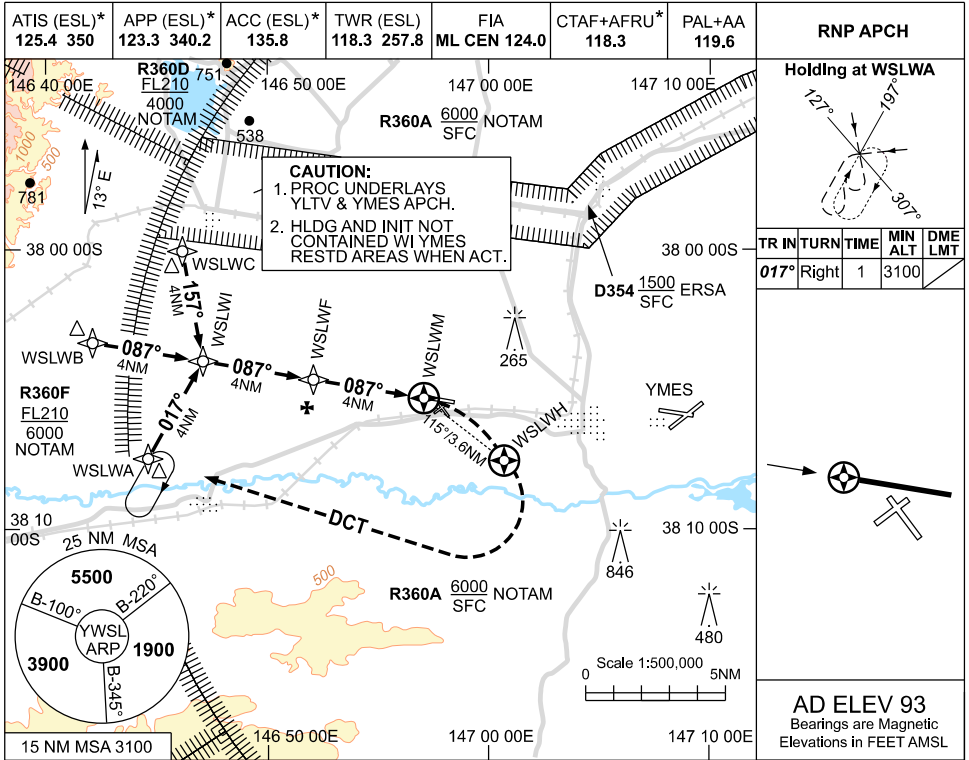 ATIS (ESL)*
125.4 350
APP (ESL)*
123.3 340.2
ACC (ESL)*
135.8
TWR (ESL)
118.3 257.8
FIA
ML CEN 124.0
CTAF+AFRU*
118.3
PAL+AA
119.6
RNP APCH
146 40 00E
146 50 00E
147 00 00E
147 10 00E
R360D
FL210
4000
NOTAM
751
538
R360A 6000 NOTAM
SFC
1000
500
781
13° E
CAUTION:
1. PROC UNDERLAYS
YLTV & YMES APCH.
2. HLDG AND INIT NOT
CONTAINED WI YMES
RESTD AREAS WHEN ACT.
38 00 00S
38 00 00S
WSLWC
157°
4NM
D354 1500 ERSA
SFC
WSLWI
WSLWF
WSLWM
265
WSLWB
087°
4NM
087°
4NM
087°
4NM
R360F
FL210
6000
NOTAM
017°
4NM
WSLWA
115°/3.6NM
WSLWH
YMES
DCT
38 10
00S
38 10 00S
846
480
500
R360A 6000 NOTAM
SFC
25 NM MSA
5500
B-100°
B-220°
YWSL
ARP
3900
1900
B-345°
15 NM MSA 3100
Scale 1:500,000
0
5NM
146 50 00E
147 00 00E
147 10 00E
Holding at WSLWA
127°
197°
307°
TR IN TURN TIME MIN ALT DME LMT
017° Right 1 3100
AD ELEV 93
Bearings are Magnetic
Elevations in FEET AMSL